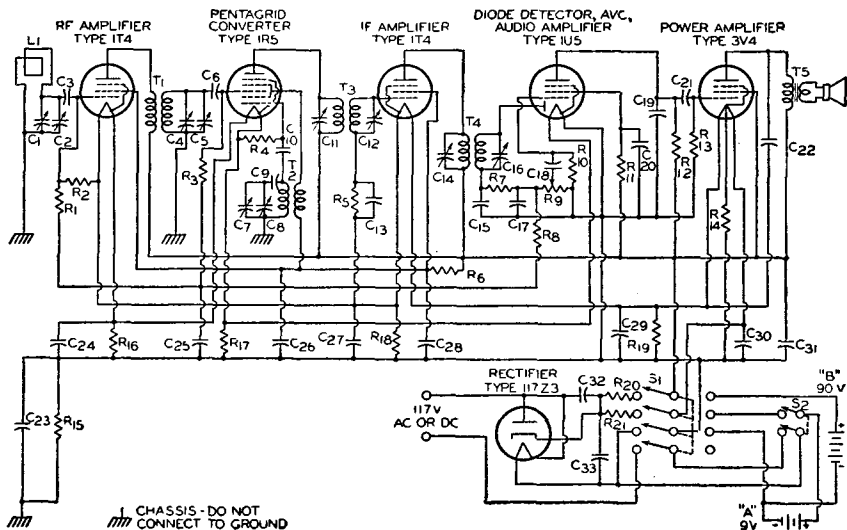 RF AMPLIFIER
TYPE 1T4
PENTAGRID
CONVERTER
TYPE 1R5
IF AMPLIFIER
TYPE 1T4
DIODE DETECTOR, AVC,
AUDIO AMPLIFIER
TYPE 1U5
POWER AMPLIFIER
TYPE 3V4
L1
C3
T1
C6
T3
T4
C19
C21
T5
C1
C2
C4
C5
R4
C10
C11
C12
C14
C16
C18
R10
R11
C20
R12
R13
C22
R2
R1
R3
C9
T2
C7
C8
R5
C13
R7
R9
C15
C17
R8
R14
R6
C24
R16
C25
R17
C26
C27
R18
C28
C29
R19
C30
C31
RECTIFIER
TYPE 117Z3
C32
R20
S1
"B"
90 V
117V
AC OR DC
R21
S2
C23
R15
C33
CHASSIS - DO NOT
CONNECT TO GROUND
"A"
9V